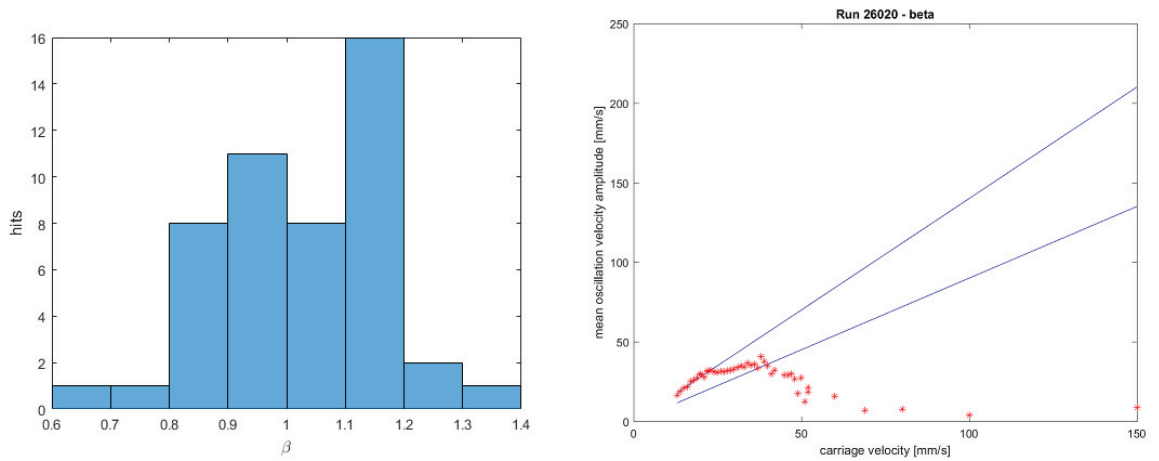 16
14
12
10
8
6
4
2
0
hits
0.6 0.7 0.8 0.9 1 1.1 1.2 1.3 1.4
β
Run 26020 - beta
250
200
150
100
50
0
mean oscillation velocity amplitude [mm/s]
0 50 100 150
carriage velocity [mm/s]